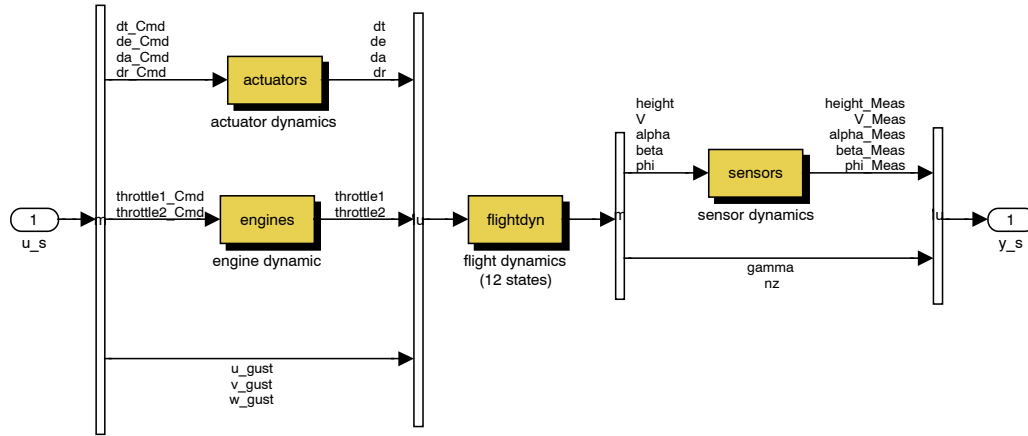 dt_Cmd
de_Cmd
da_Cmd
dr_Cmd
actuators
actuator dynamics
dt
de
da
dr
throttle1_Cmd
throttle2_Cmd
engines
engine dynamic
throttle1
throttle2
1
u_s
m
u_gust
v_gust
w_gust
flightdyn
flight dynamics
(12 states)
height
V
alpha
beta
phi
sensors
sensor dynamics
height_Meas
V_Meas
alpha_Meas
beta_Meas
phi_Meas
gamma
nz
1
y_s